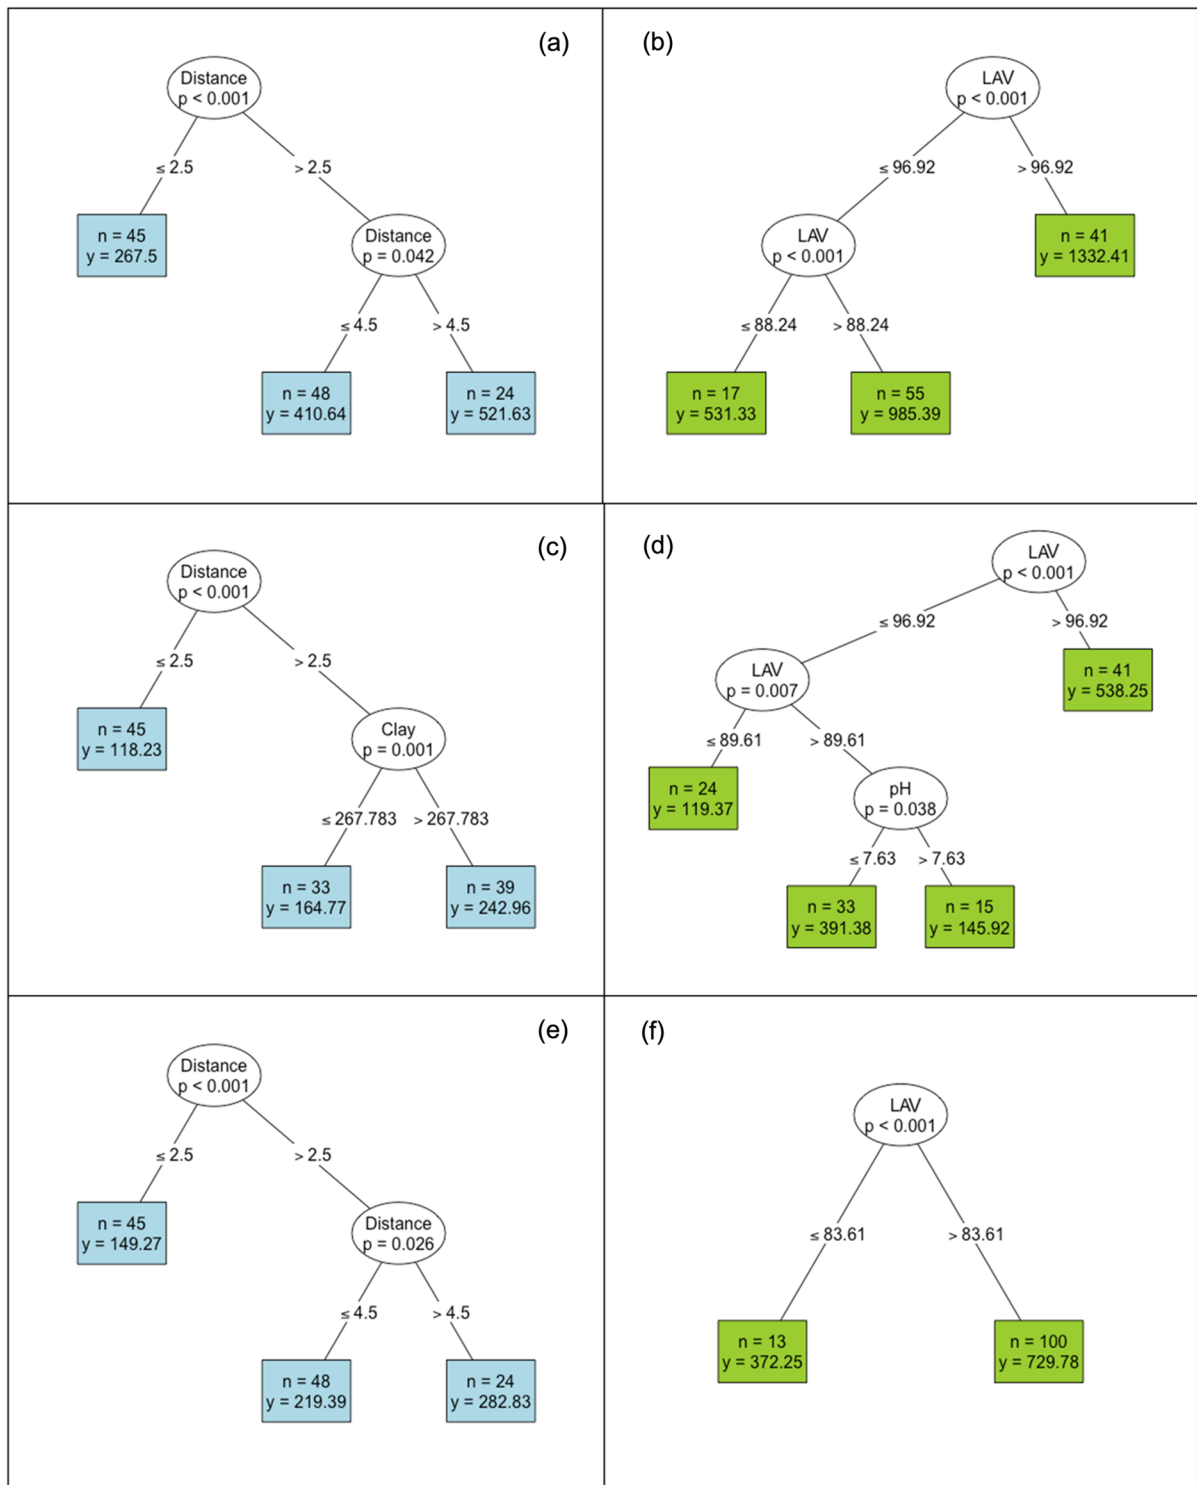 (a)
Distance
p < 0.001
≤ 2.5
> 2.5
n = 45
y = 267.5
Distance
p = 0.042
≤ 4.5
> 4.5
n = 48
y = 410.64
n = 24
y = 521.63
(b)
LAV
p < 0.001
≤ 96.92
> 96.92
LAV
p < 0.001
n = 41
y = 1332.41
≤ 88.24
> 88.24
n = 17
y = 531.33
n = 55
y = 985.39
(c)
Distance
p < 0.001
≤ 2.5
> 2.5
n = 45
y = 118.23
Clay
p = 0.001
≤ 267.783
> 267.783
n = 33
y = 164.77
n = 39
y = 242.96
(d)
LAV
p < 0.001
≤ 96.92
> 96.92
LAV
p = 0.007
n = 41
y = 538.25
≤ 89.61
> 89.61
n = 24
y = 119.37
pH
p = 0.038
≤ 7.63
> 7.63
n = 33
y = 391.38
n = 15
y = 145.92
(e)
Distance
p < 0.001
≤ 2.5
> 2.5
n = 45
y = 149.27
Distance
p = 0.026
≤ 4.5
> 4.5
n = 48
y = 219.39
n = 24
y = 282.83
(f)
LAV
p < 0.001
≤ 83.61
> 83.61
n = 13
y = 372.25
n = 100
y = 729.78